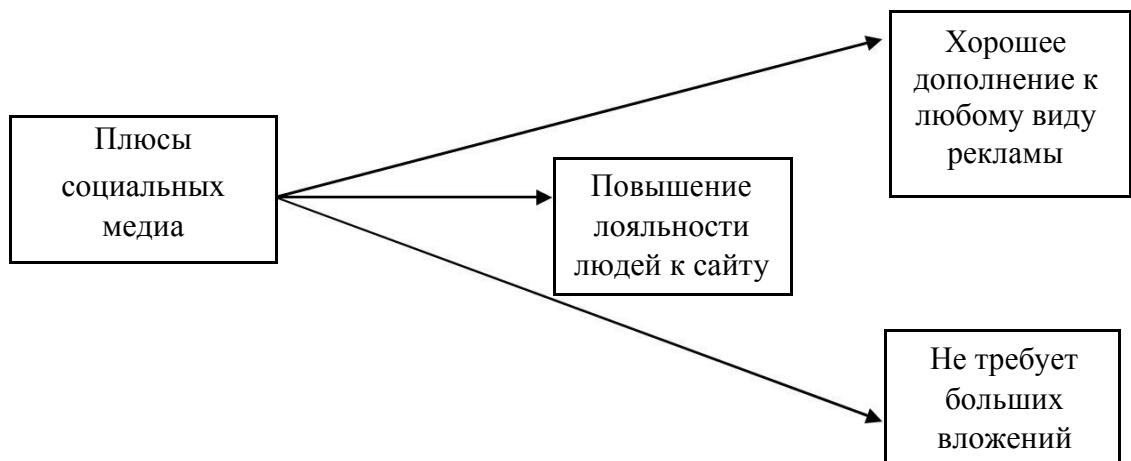 Плюсы
социальных
медиа
Хорошее
дополнение к
любому виду
рекламы
Повышение
лояльности
людей к сайту
Не требует
больших
вложений